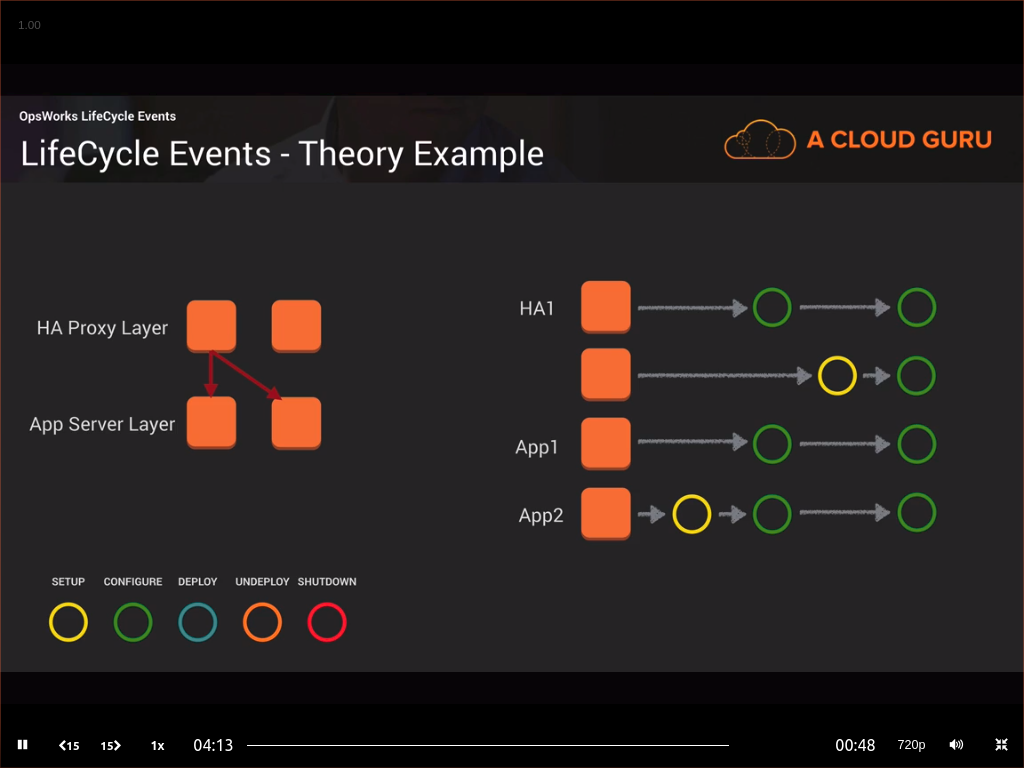 1.00
OpsWorks LifeCycle Events
LifeCycle Events - Theory Example
A CLOUD GURU
HA Proxy Layer
App Server Layer
HA1
App1
App2
SETUP CONFIGURE DEPLOY UNDEPLOY SHUTDOWN
15 15 1x 04:13 00:48 720p